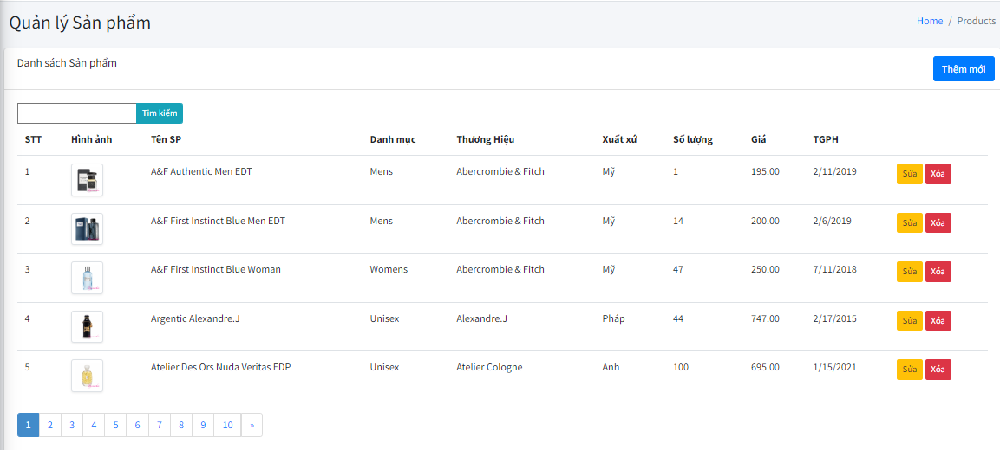 Quản lý Sản phẩm
Home / Products
Danh sách Sản phẩm
Thêm mới
Tìm kiếm
STT Hình ảnh Tên SP Danh mục Thương Hiệu Xuất xứ Số lượng Giá TGPH
1 A&F Authentic Men EDT Mens Abercrombie & Fitch Mỹ 1 195.00 2/11/2019 Sửa Xóa
2 A&F First Instinct Blue Men EDT Mens Abercrombie & Fitch Mỹ 14 200.00 2/6/2019 Sửa Xóa
3 A&F First Instinct Blue Woman Womens Abercrombie & Fitch Mỹ 47 250.00 7/11/2018 Sửa Xóa
4 Argentic Alexandre.J Unisex Alexandre.J Pháp 44 747.00 2/17/2015 Sửa Xóa
5 Atelier Des Ors Nuda Veritas EDP Unisex Atelier Cologne Anh 100 695.00 1/15/2021 Sửa Xóa
1 2 3 4 5 6 7 8 9 10 »